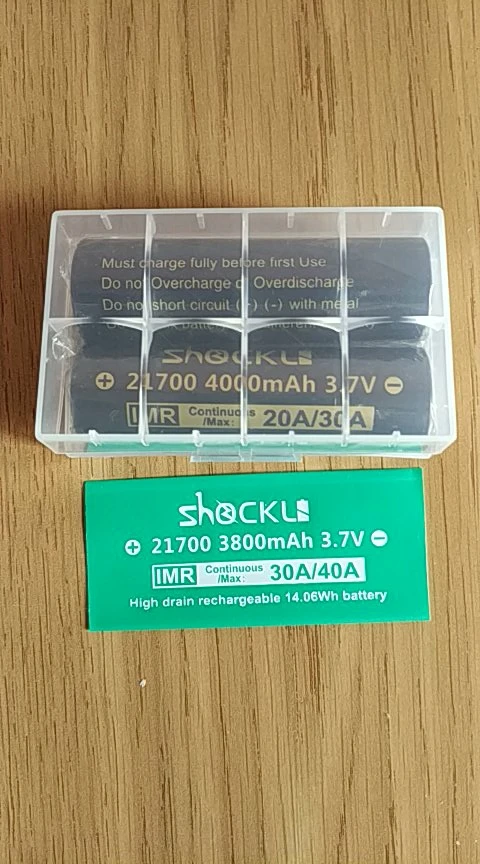 Must charge fully before first Use
Do not Overcharge or Overdischarge
Do not short circuit (+) (-) with metal
shOCKLI
+ 21700 4000mAh 3.7V −
IMR Continuous /Max: 20A/30A
shOCKLI
+ 21700 3800mAh 3.7V −
IMR Continuous /Max: 30A/40A
High drain rechargeable 14.06Wh battery